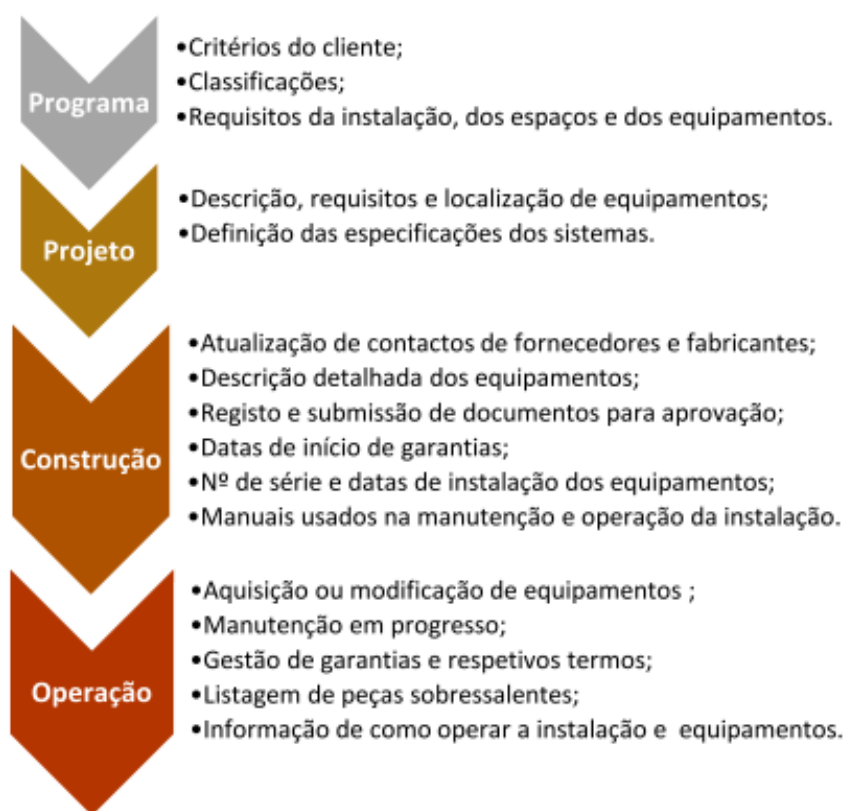 Programa
•Critérios do cliente;
•Classificações;
•Requisitos da instalação, dos espaços e dos equipamentos.
Projeto
•Descrição, requisitos e localização de equipamentos;
•Definição das especificações dos sistemas.
Construção
•Atualização de contactos de fornecedores e fabricantes;
•Descrição detalhada dos equipamentos;
•Registo e submissão de documentos para aprovação;
•Datas de início de garantias;
•Nº de série e datas de instalação dos equipamentos;
•Manuais usados na manutenção e operação da instalação.
Operação
•Aquisição ou modificação de equipamentos ;
•Manutenção em progresso;
•Gestão de garantias e respetivos termos;
•Listagem de peças sobressalentes;
•Informação de como operar a instalação e  equipamentos.